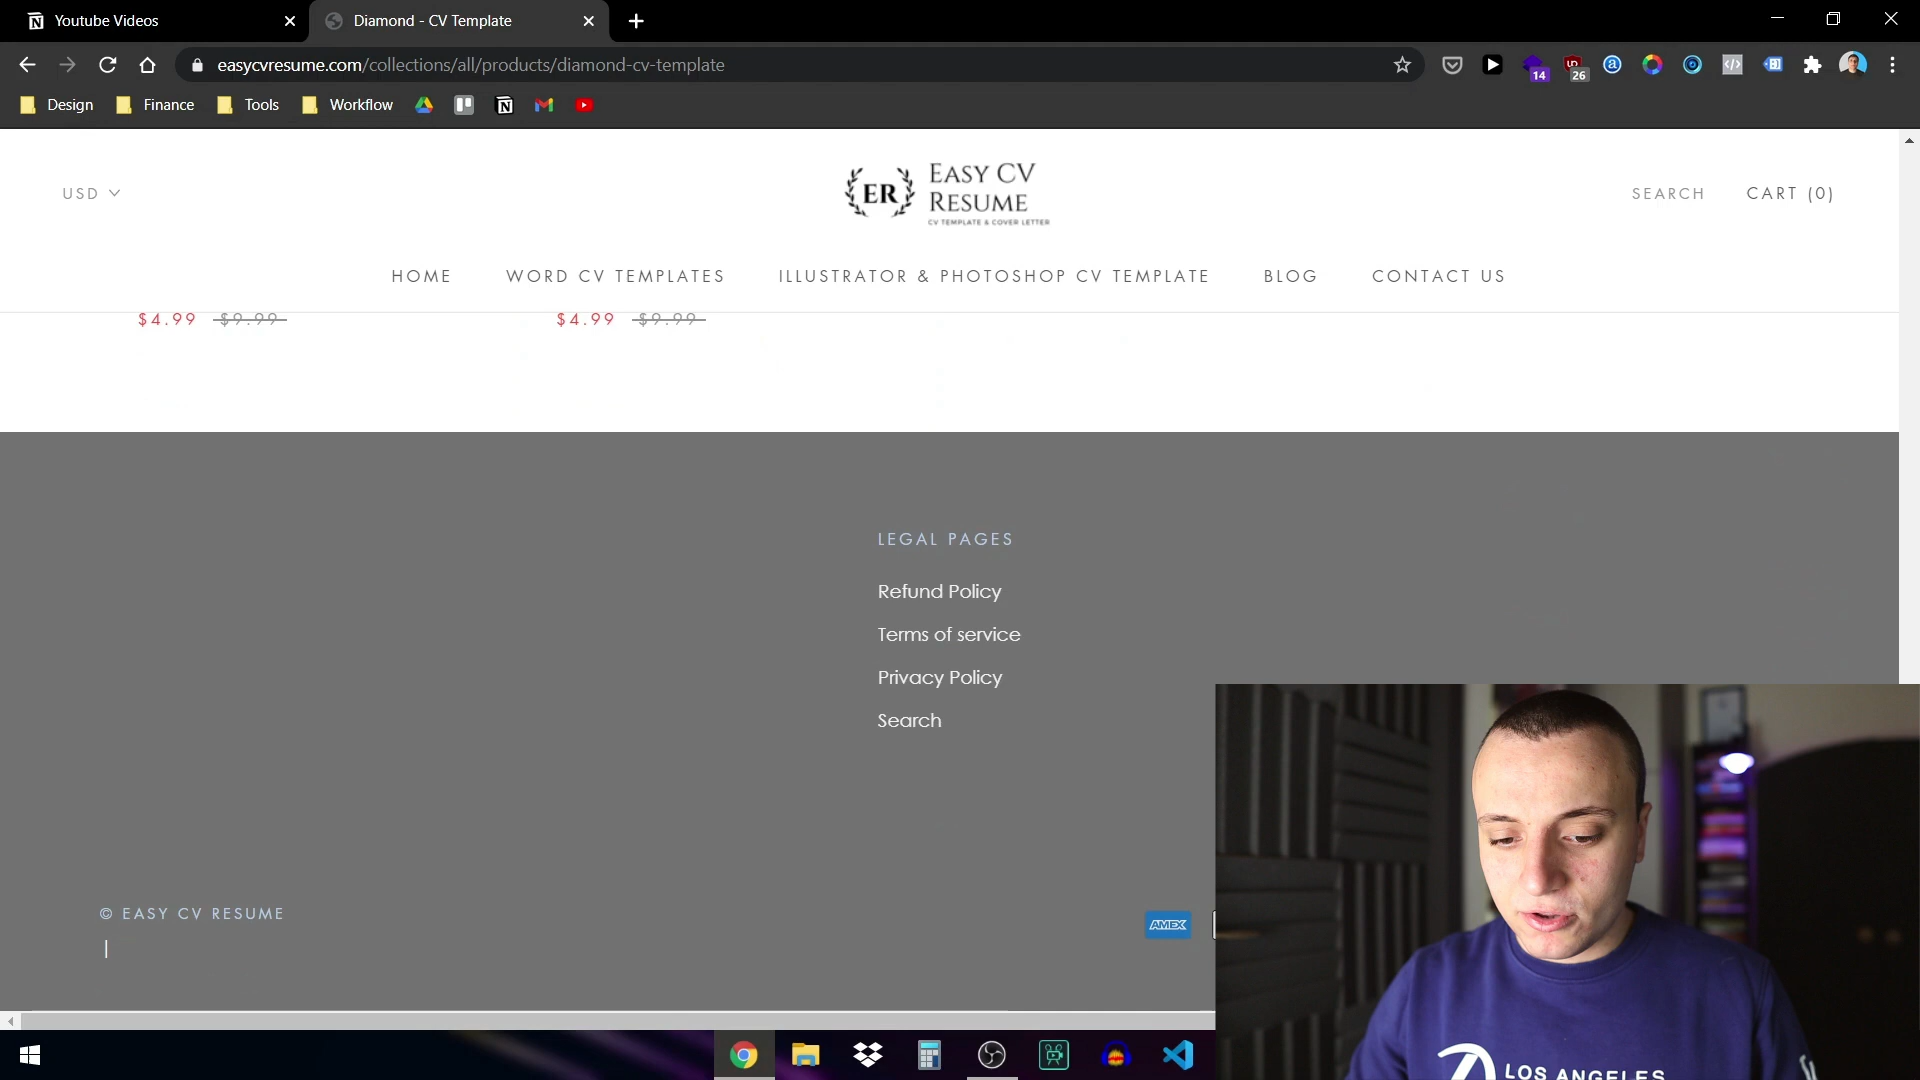 Youtube Videos
Diamond - CV Template
easycvresume.com/collections/all/products/diamond-cv-template
14
26
Design
Finance
Tools
Workflow
USD
ER
EASY CV
RESUME
CV TEMPLATE & COVER LETTER
SEARCH
CART (0)
HOME
WORD CV TEMPLATES
ILLUSTRATOR & PHOTOSHOP CV TEMPLATE
BLOG
CONTACT US
$4.99 $9.99
$4.99 $9.99
LEGAL PAGES
Refund Policy
Terms of service
Privacy Policy
Search
© EASY CV RESUME
AMEX
LOS ANGELES